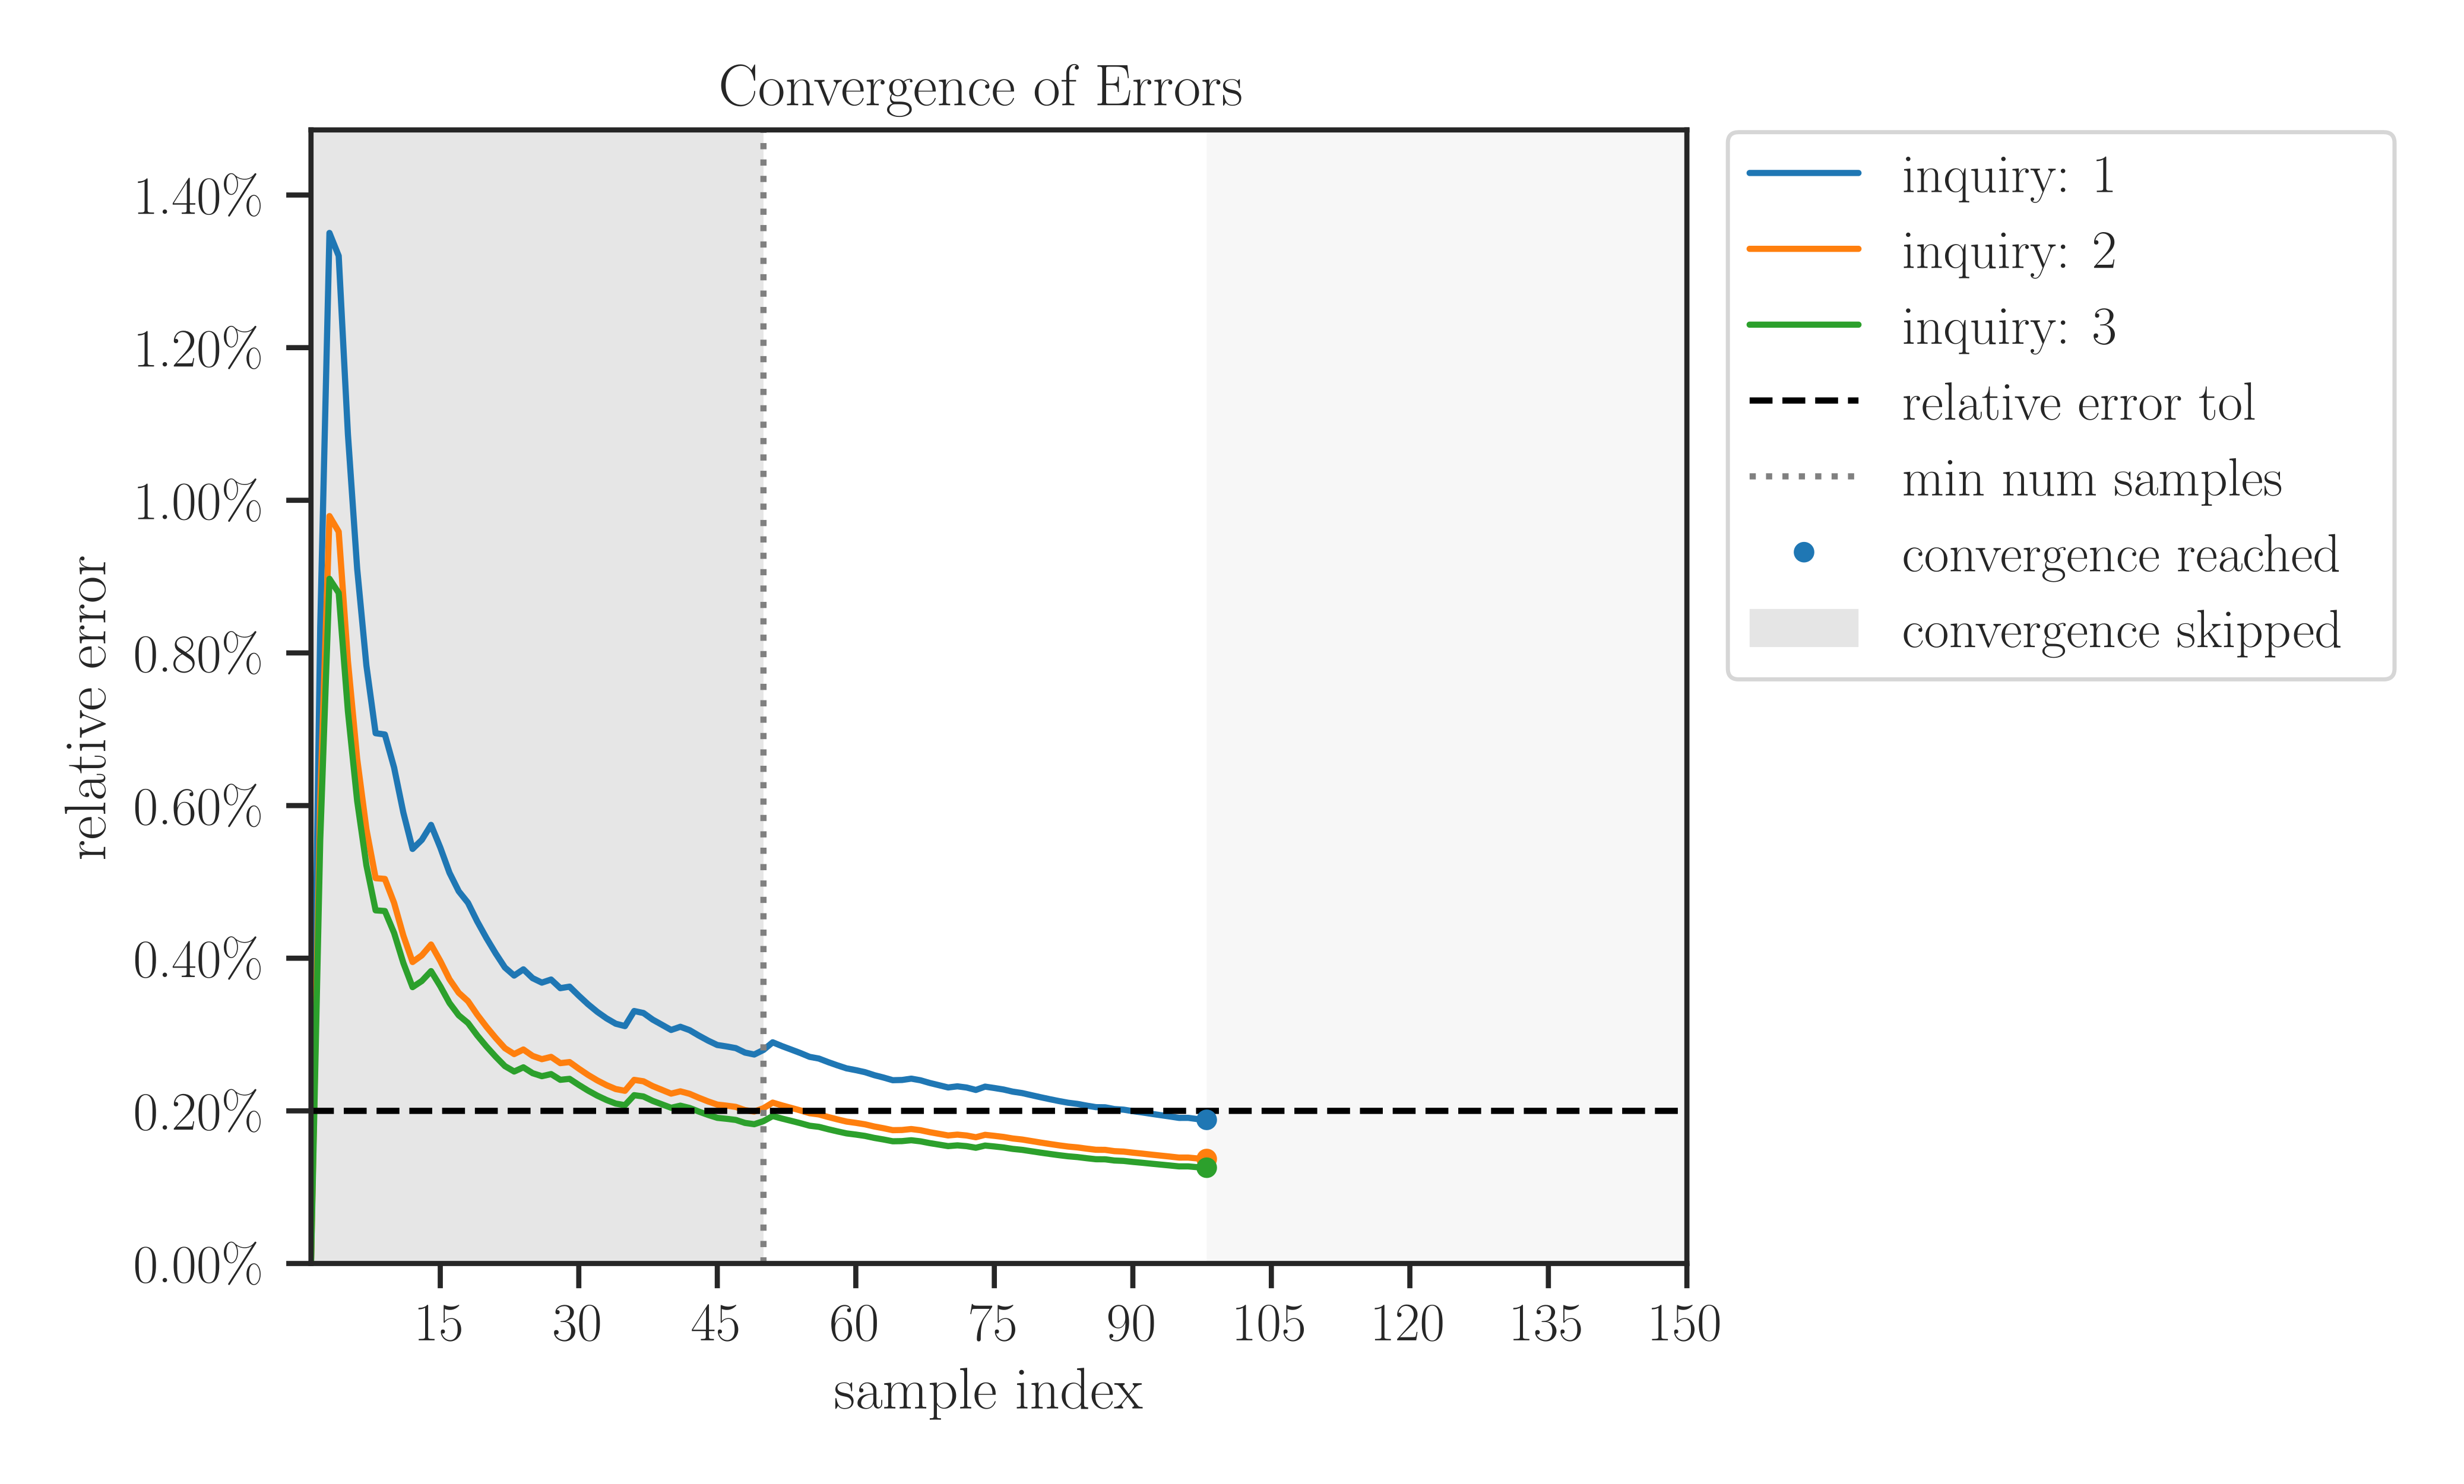 Convergence of Errors
1.40%
1.20%
1.00%
0.80%
0.60%
0.40%
0.20%
0.00%
relative error
15 30 45 60 75 90 105 120 135 150
sample index
inquiry: 1
inquiry: 2
inquiry: 3
relative error tol
min num samples
convergence reached
convergence skipped